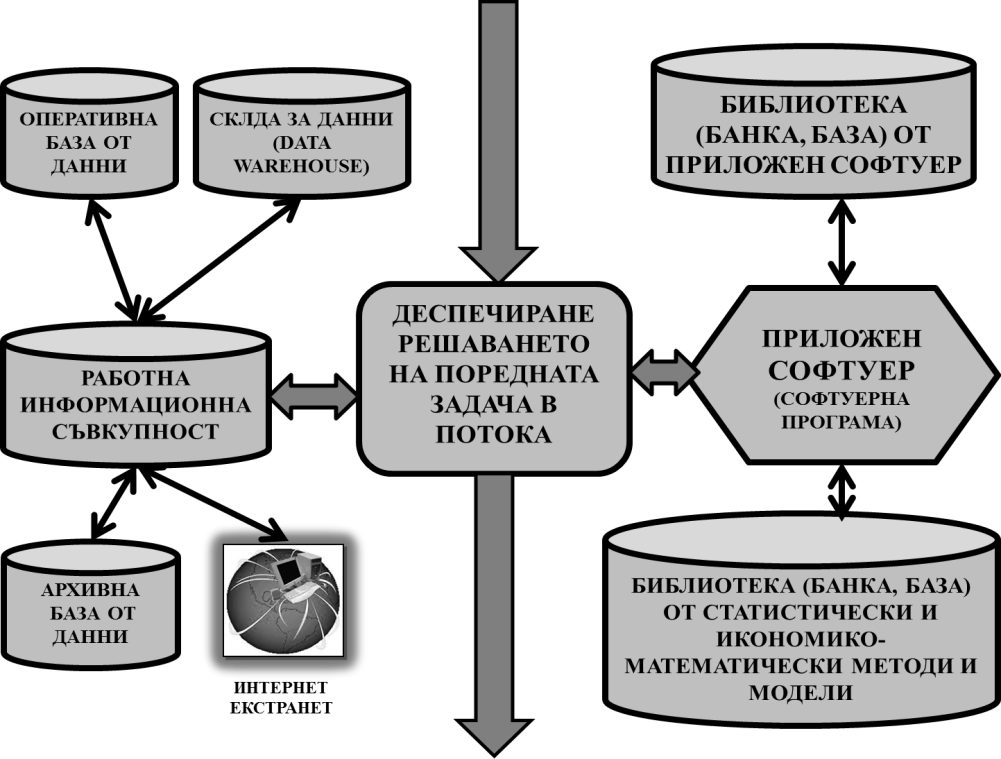 ОПЕРАТИВНА
БАЗА ОТ
ДАННИ
СКЛДА ЗА ДАННИ
(DATA
WAREHOUSE)
БИБЛИОТЕКА
(БАНКА, БАЗА) ОТ
ПРИЛОЖЕН СОФТУЕР
РАБОТНА
ИНФОРМАЦИОННА
СЪВКУПНОСТ
ДЕСПЕЧИРАНЕ
РЕШАВАНЕТО
НА ПОРЕДНАТА
ЗАДАЧА В
ПОТОКА
ПРИЛОЖЕН
СОФТУЕР
(СОФТУЕРНА
ПРОГРАМА)
АРХИВНА
БАЗА ОТ
ДАННИ
ИНТЕРНЕТ
ЕКСТРАНЕТ
БИБЛИОТЕКА (БАНКА, БАЗА)
ОТ СТАТИСТИЧЕСКИ И
ИКОНОМИКО-
МАТЕМАТИЧЕСКИ МЕТОДИ И
МОДЕЛИ